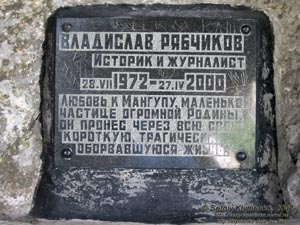 ВЛАДИСЛАВ РЯБЧИКОВ
ИСТОРИК И ЖУРНАЛИСТ
28.VII 1972–27.IV 2000
ЛЮБОВЬ К МАНГУПУ, МАЛЕНЬКОЙ
ЧАСТИЦЕ ОГРОМНОЙ РОДИНЫ,
ОН ПРОНЕС ЧЕРЕЗ ВСЮ СВОЮ
КОРОТКУЮ, ТРАГИЧЕСКИ
ОБОРВАВШУЮСЯ ЖИЗНЬ.